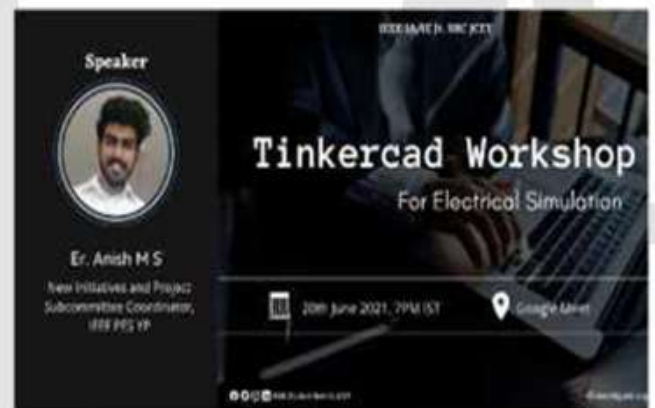 Speaker
Er. Anish M S
New Initiatives and Project
Subcommittee Coordinator,
IEEE PES YP
Tinkercad Workshop
For Electrical Simulation
20th June 2021, 7PM IST
Google Meet